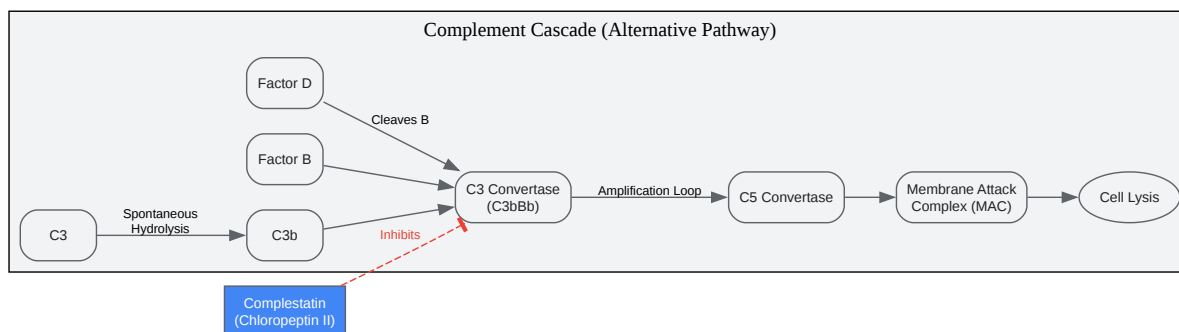 Complement Cascade (Alternative Pathway)
Factor D
Cleaves B
Factor B
C3 Convertase
(C3bBb)
Amplification Loop
C5 Convertase
Membrane Attack
Complex (MAC)
Cell Lysis
C3
Spontaneous
Hydrolysis
C3b
Inhibits
Complestatin
(Chloropeptin II)